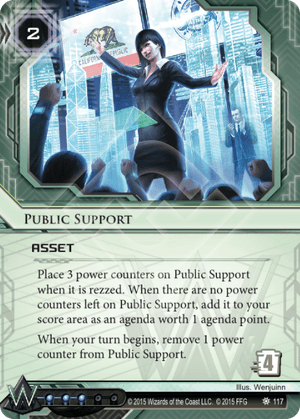 2
PUBLIC SUPPORT
ASSET
Place 3 power counters on Public Support
when it is rezzed. When there are no power
counters left on Public Support, add it to your
score area as an agenda worth 1 agenda point.
When your turn begins, remove 1 power
counter from Public Support.
4
Illus. Wenjuinn
© 2015 Wizards of the Coast LLC. © 2015 FFG
117